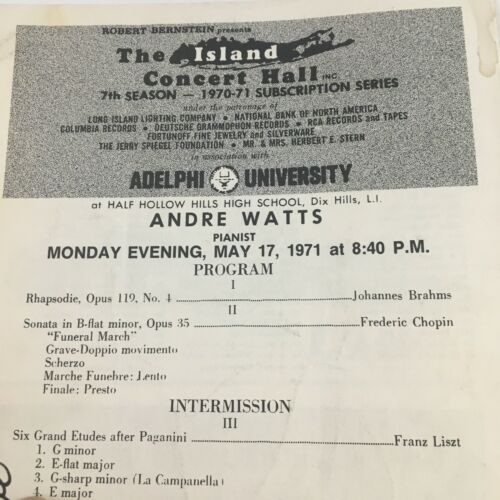 ROBERT BERNSTEIN presents
The Island
Concert Hall INC.
7th SEASON — 1970-71 SUBSCRIPTION SERIES
under the patronage of
LONG ISLAND LIGHTING COMPANY • NATIONAL BANK OF NORTH AMERICA
COLUMBIA RECORDS • DEUTSCHE GRAMMOPHON RECORDS • RCA RECORDS and TAPES
FORTUNOFF FINE JEWELRY and SILVERWARE
THE JERRY SPIEGEL FOUNDATION • MR. & MRS. HERBERT E. STERN
in association with
ADELPHI UNIVERSITY
at HALF HOLLOW HILLS HIGH SCHOOL, Dix Hills, L.I.
ANDRE WATTS
PIANIST
MONDAY EVENING, MAY 17, 1971 at 8:40 P.M.
PROGRAM
I
Rhapsodie, Opus 119, No. 4 Johannes Brahms
II
Sonata in B-flat minor, Opus 35 Frederic Chopin
"Funeral March"
Grave-Doppio movimento
Scherzo
Marche Funebre: Lento
Finale: Presto
INTERMISSION
III
Six Grand Etudes after Paganini Franz Liszt
1. G minor
2. E-flat major
3. G-sharp minor (La Campanella)
4. E major